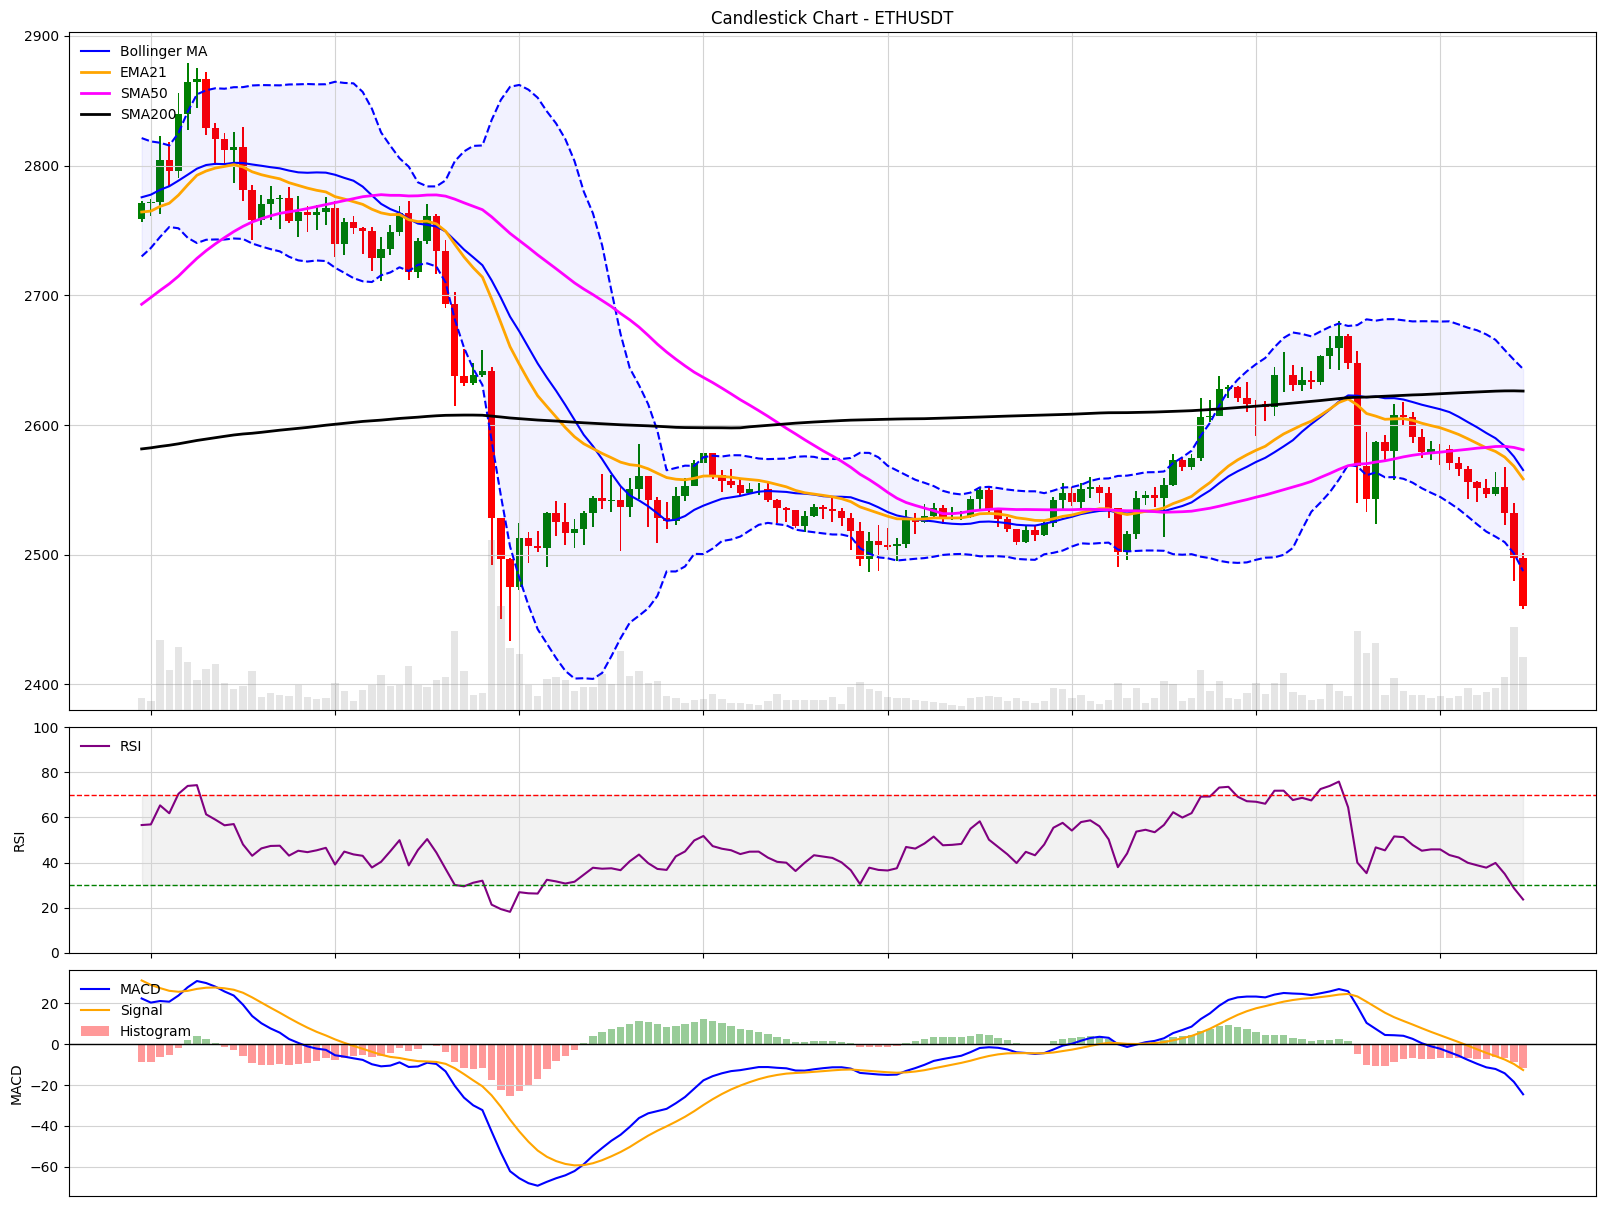 Candlestick Chart - ETHUSDT
2900
2800
2700
2600
2500
2400
Bollinger MA
EMA21
SMA50
SMA200
100
80
60
40
20
0
RSI
RSI
20
0
−20
−40
−60
MACD
MACD
Signal
Histogram